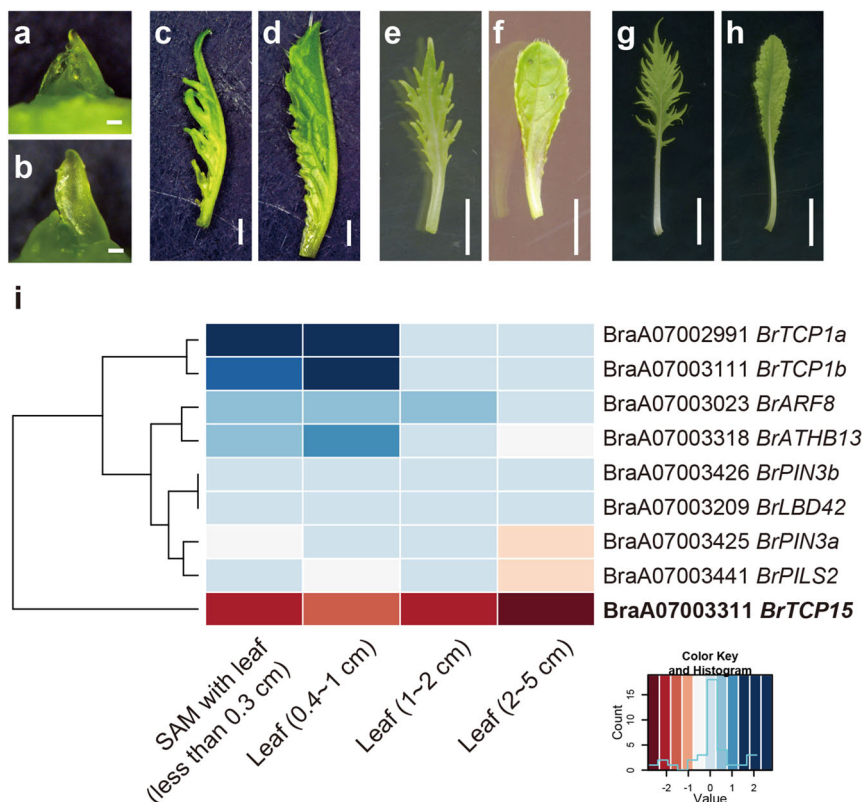 a
b
c
d
e
f
g
h
i
BraA07002991 BrTCP1a
BraA07003111 BrTCP1b
BraA07003023 BrARF8
BraA07003318 BrATHB13
BraA07003426 BrPIN3b
BraA07003209 BrLBD42
BraA07003425 BrPIN3a
BraA07003441 BrPILS2
BraA07003311 BrTCP15
SAM with leaf
(less than 0.3 cm)
Leaf (0.4~1 cm)
Leaf (1~2 cm)
Leaf (2~5 cm)
Color Key
and Histogram
Count
0 5 10 15
-2 -1 0 1 2
Value